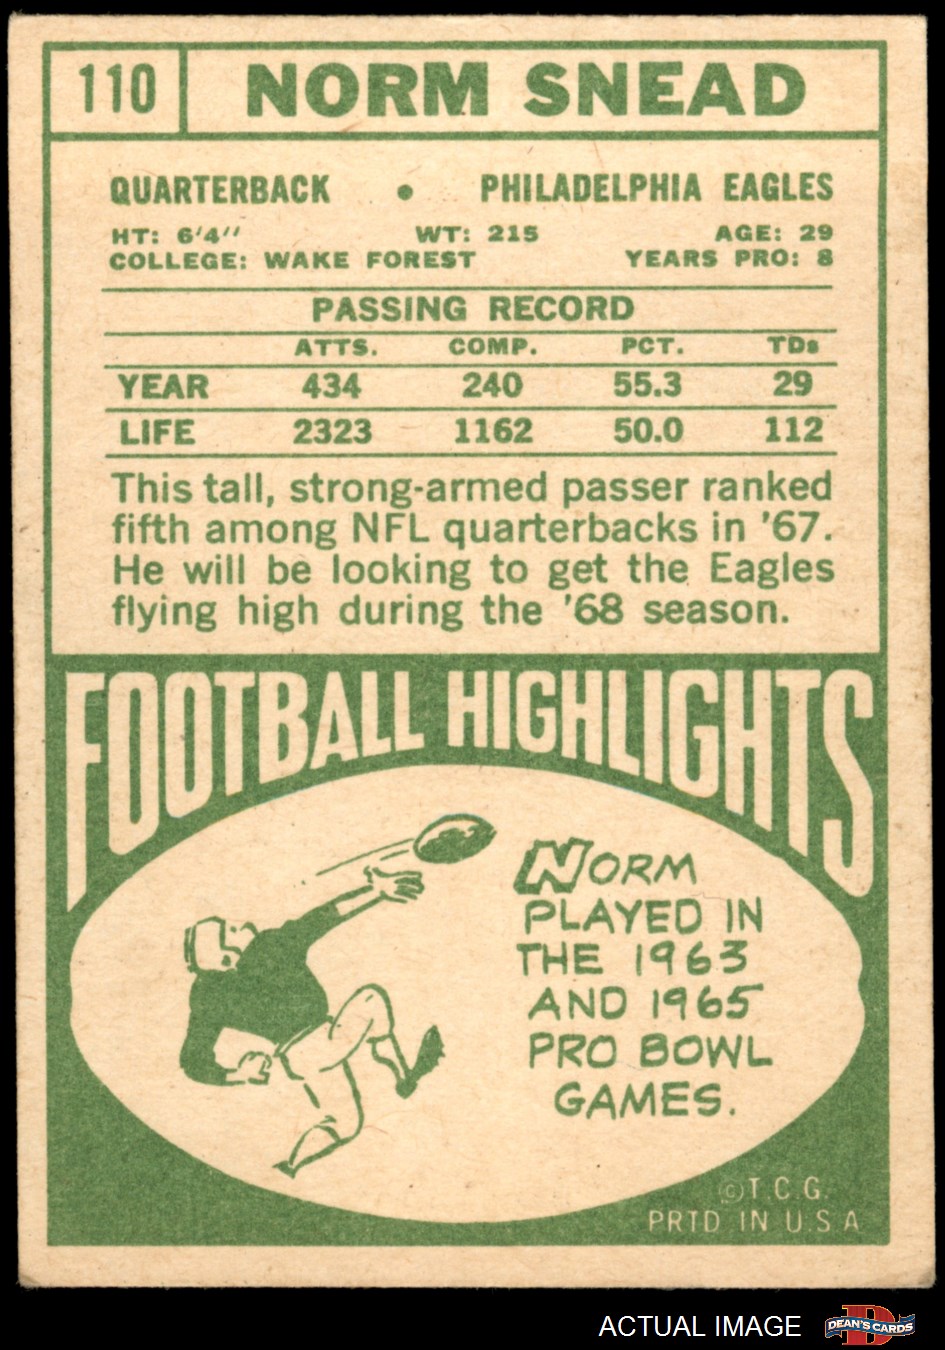 110 NORM SNEAD
QUARTERBACK • PHILADELPHIA EAGLES
HT: 6'4'' WT: 215 AGE: 29
COLLEGE: WAKE FOREST YEARS PRO: 8
PASSING RECORD
ATTS. COMP. PCT. TDs
YEAR 434 240 55.3 29
LIFE 2323 1162 50.0 112
This tall, strong-armed passer ranked
fifth among NFL quarterbacks in '67.
He will be looking to get the Eagles
flying high during the '68 season.
FOOTBALL HIGHLIGHTS
NORM
PLAYED IN
THE 1963
AND 1965
PRO BOWL
GAMES.
©T.C.G.
PRTD IN U.S.A
ACTUAL IMAGE
D
DEAN'S CARDS